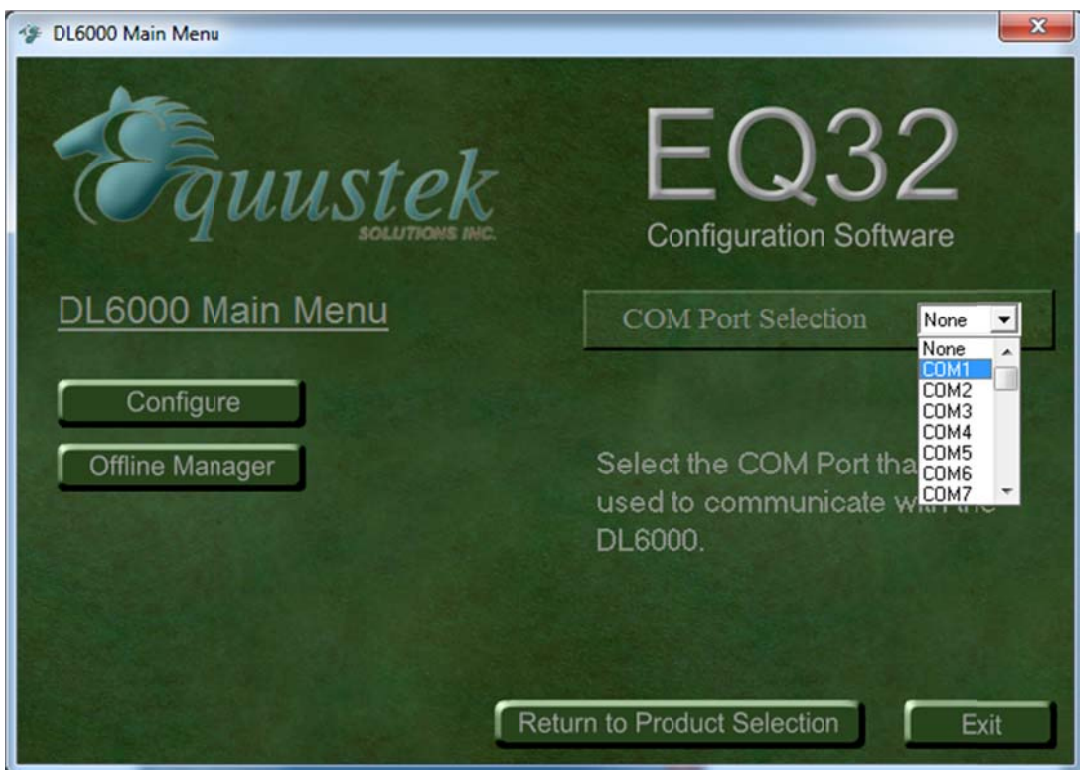 DL6000 Main Menu
Equustek
SOLUTIONS INC.
EQ32
Configuration Software
DL6000 Main Menu
COM Port Selection
None
None
COM1
COM2
COM3
COM4
COM5
COM6
COM7
Configure
Offline Manager
Select the COM Port
used to communicate
DL6000.
Return to Product Selection
Exit